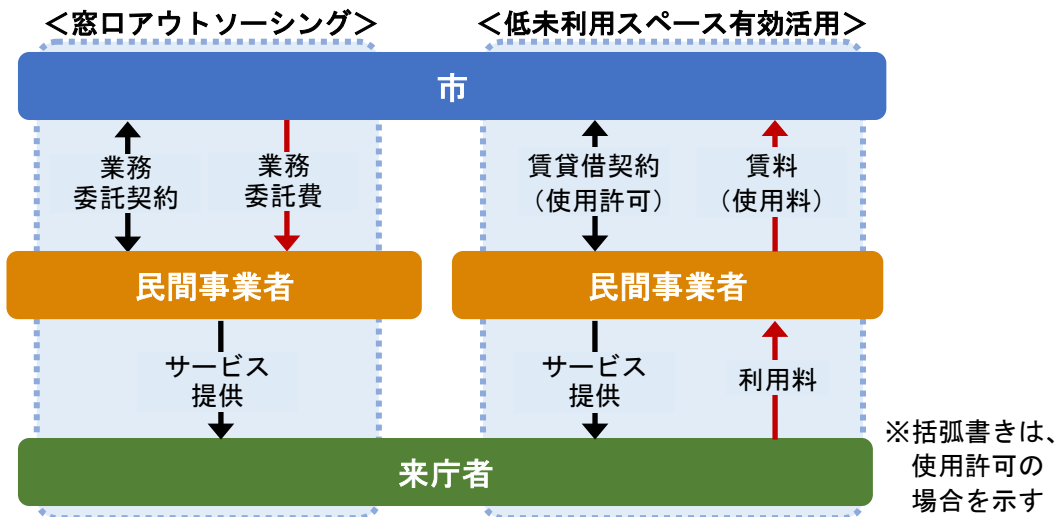 ＜窓口アウトソーシング＞
＜低未利用スペース有効活用＞
市
業務
委託契約
業務
委託費
賃貸借契約
（使用許可）
賃料
（使用料）
民間事業者
民間事業者
サービス
提供
サービス
提供
利用料
来庁者
※括弧書きは、
使用許可の
場合を示す